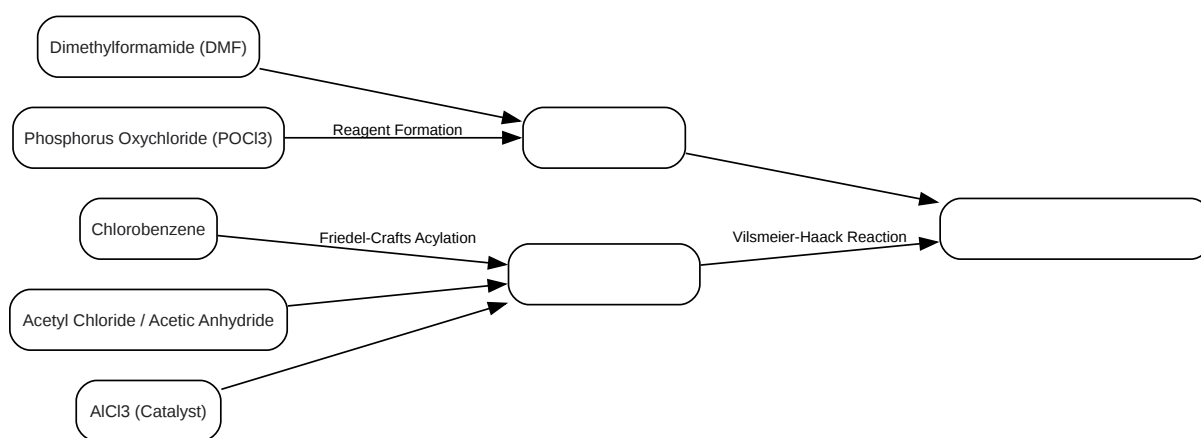 Dimethylformamide (DMF)
Phosphorus Oxychloride (POCl3)
Reagent Formation
Chlorobenzene
Friedel-Crafts Acylation
Vilsmeier-Haack Reaction
Acetyl Chloride / Acetic Anhydride
AlCl3 (Catalyst)